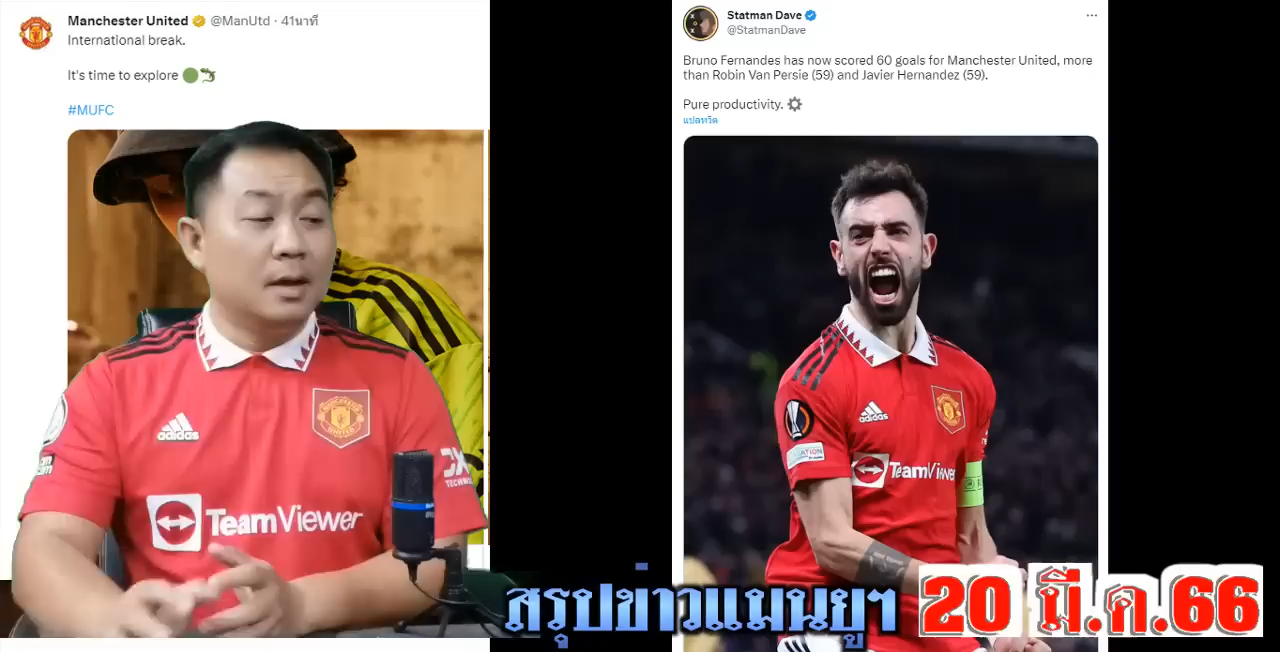 Manchester United @ManUtd · 41นาที
International break.
It's time to explore
#MUFC
adidas
TeamViewer
DX
Statman Dave
@StatmanDave
Bruno Fernandes has now scored 60 goals for Manchester United, more
than Robin Van Persie (59) and Javier Hernandez (59).
Pure productivity.
แปลทวีต
adidas
TeamViewer
สรุปข่าวแมนยูฯ 20 มี.ค.66